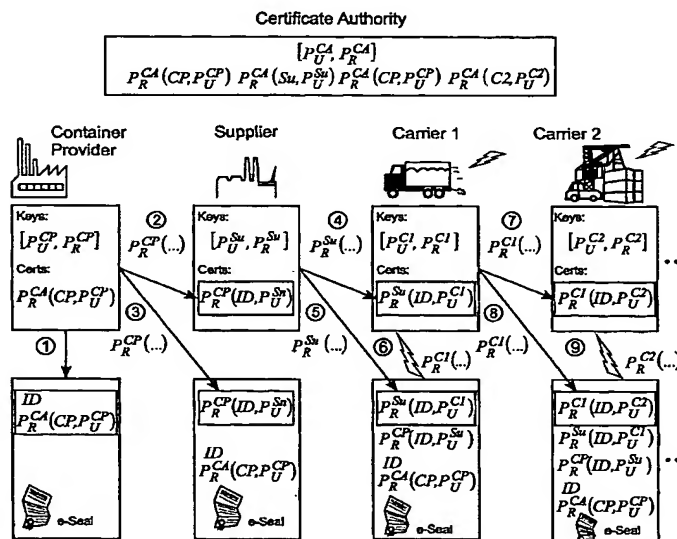 Certificate Authority
[P_U^CA, P_R^CA]
P_R^CA(CP,P_U^CP) P_R^CA(Su,P_U^Su) P_R^CA(CP,P_U^CP) P_R^CA(C2,P_U^C2)
Container Provider
Supplier
Carrier 1
Carrier 2
Keys:
[P_U^CP, P_R^CP]
Certs:
P_R^CA(CP,P_U^CP)
②
P_R^CP(...)
③
P_R^CP(...)
Keys:
[P_U^Su, P_R^Su]
Certs:
P_R^CP(ID,P_U^Sn)
④
P_R^Su(...)
⑤
P_R^Su(...)
Keys:
[P_U^C1, P_R^C1]
Certs:
P_R^Su(ID,P_U^C1)
⑦
P_R^C1(...)
⑧
P_R^C1(...)
Keys:
[P_U^C2, P_R^C2]
Certs:
P_R^C1(ID,P_U^C2)
...
①
⑥
P_R^C1(...)
⑨
P_R^C2(...)
ID
P_R^CA(CP,P_U^CP)
e-Seal
P_R^CP(ID,P_U^Sn)
ID
P_R^CA(CP,P_U^CP)
e-Seal
P_R^Su(ID,P_U^C1)
P_R^CP(ID,P_U^Su)
ID
P_R^CA(CP,P_U^CP)
e-Seal
P_R^C1(ID,P_U^C2)
P_R^Su(ID,P_U^C1)
P_R^CP(ID,P_U^Su)
ID
P_R^CA(CP,P_U^CP)
e-Seal
...